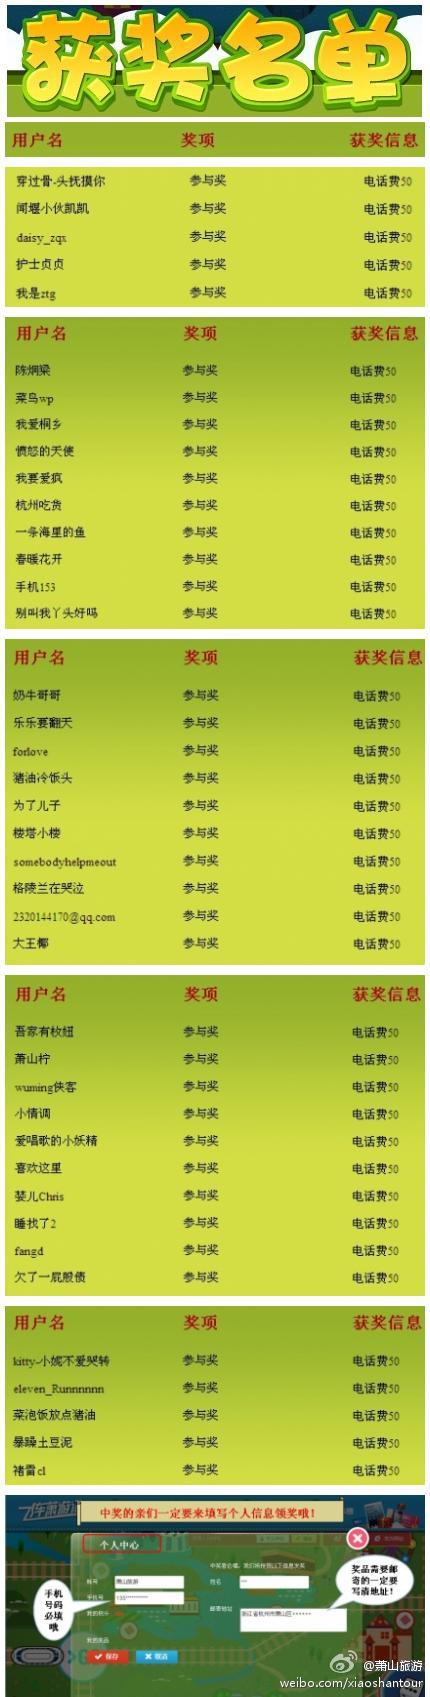 获奖名单
用户名 奖项 获奖信息
穿过骨-头抚摸你 参与奖 电话费50
闻堰小伙凯凯 参与奖 电话费50
daisy_zqx 参与奖 电话费50
护士贞贞 参与奖 电话费50
我是ztg 参与奖 电话费50
用户名 奖项 获奖信息
陈炯梁 参与奖 电话费50
菜鸟wp 参与奖 电话费50
我爱桐乡 参与奖 电话费50
愤怒的天使 参与奖 电话费50
我要爱疯 参与奖 电话费50
杭州吃货 参与奖 电话费50
一条海里的鱼 参与奖 电话费50
春暖花开 参与奖 电话费50
手机153 参与奖 电话费50
别叫我丫头好吗 参与奖 电话费50
用户名 奖项 获奖信息
奶牛哥哥 参与奖 电话费50
乐乐要翻天 参与奖 电话费50
forlove 参与奖 电话费50
猪油冷饭头 参与奖 电话费50
为了儿子 参与奖 电话费50
楼塔小楼 参与奖 电话费50
somebodyhelpmeout 参与奖 电话费50
格陵兰在哭泣 参与奖 电话费50
2320144170@qq.com 参与奖 电话费50
大王椰 参与奖 电话费50
用户名 奖项 获奖信息
吾家有枚妞 参与奖 电话费50
萧山柠 参与奖 电话费50
wuming侠客 参与奖 电话费50
小情调 参与奖 电话费50
爱唱歌的小妖精 参与奖 电话费50
喜欢这里 参与奖 电话费50
婪儿Chris 参与奖 电话费50
睡找了2 参与奖 电话费50
fangd 参与奖 电话费50
欠了一屁股债 参与奖 电话费50
用户名 奖项 获奖信息
kitty-小妮不爱哭转 参与奖 电话费50
eleven_Runnnnnn 参与奖 电话费50
菜泡饭放点猪油 参与奖 电话费50
暴躁土豆泥 参与奖 电话费50
褚雷cl 参与奖 电话费50
中奖的亲们一定要来填写个人信息领奖哦！
个人中心
手机号码必填哦
奖品需要邮寄的一定要写清地址！
帐号 萧山旅游 姓名
手机号 135********
我的积分 邮寄地址 浙江省杭州市萧山区******
我的奖品
保存 取消
@萧山旅游
weibo.com/xiaoshantour